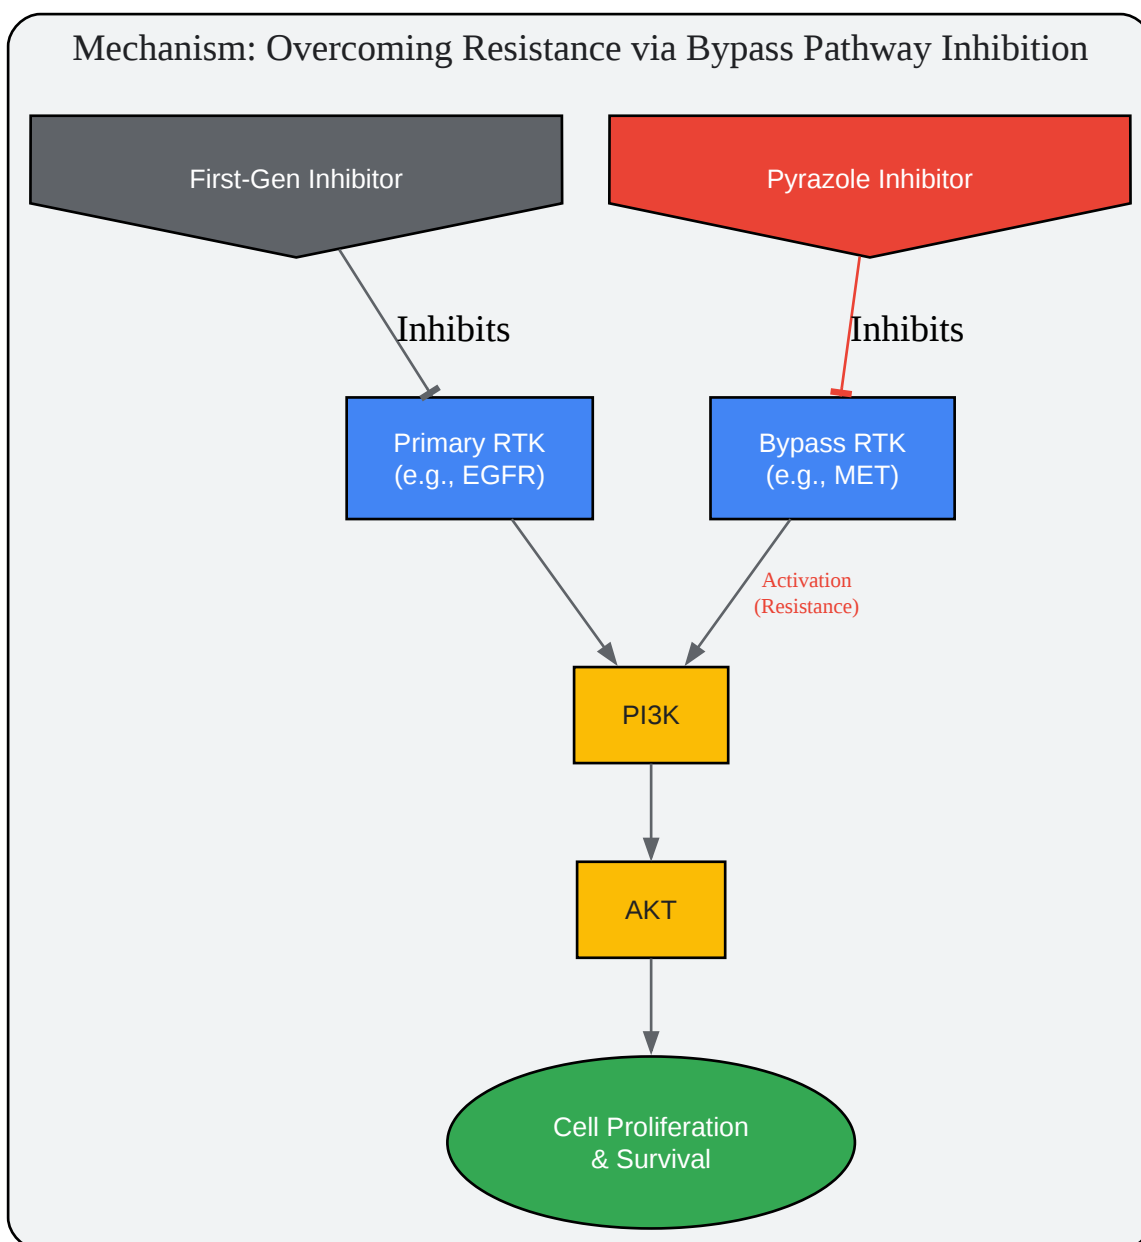 Mechanism: Overcoming Resistance via Bypass Pathway Inhibition
First-Gen Inhibitor
Pyrazole Inhibitor
Inhibits
Inhibits
Primary RTK
(e.g., EGFR)
Bypass RTK
(e.g., MET)
Activation
(Resistance)
PI3K
AKT
Cell Proliferation
& Survival